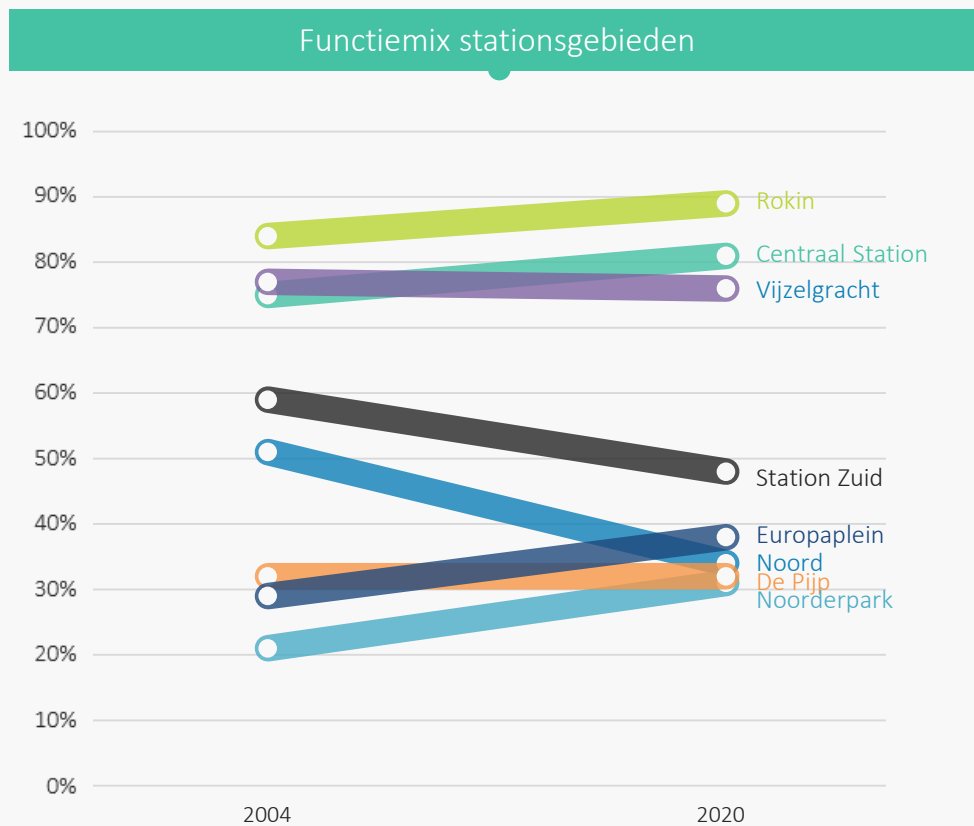 Functiemix stationsgebieden
100%
90%
Rokin
80%
Centraal Station
Vijzelgracht
70%
60%
50%
Station Zuid
40%
Europaplein
Noord
30%
De Pijp
Noorderpark
20%
10%
0%
2004
2020